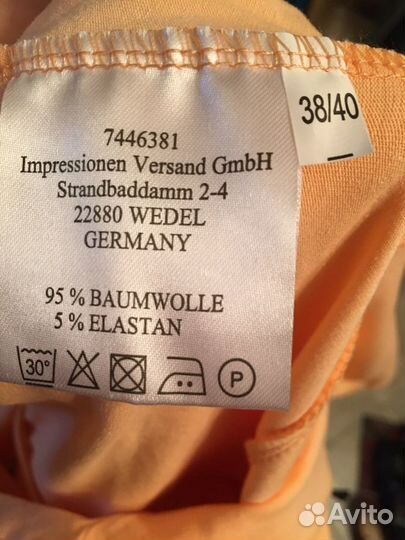 38/40
7446381
Impressionen Versand GmbH
Strandbaddamm 2-4
22880 WEDEL
GERMANY
95 % BAUMWOLLE
5 % ELASTAN
30°
P
Avito